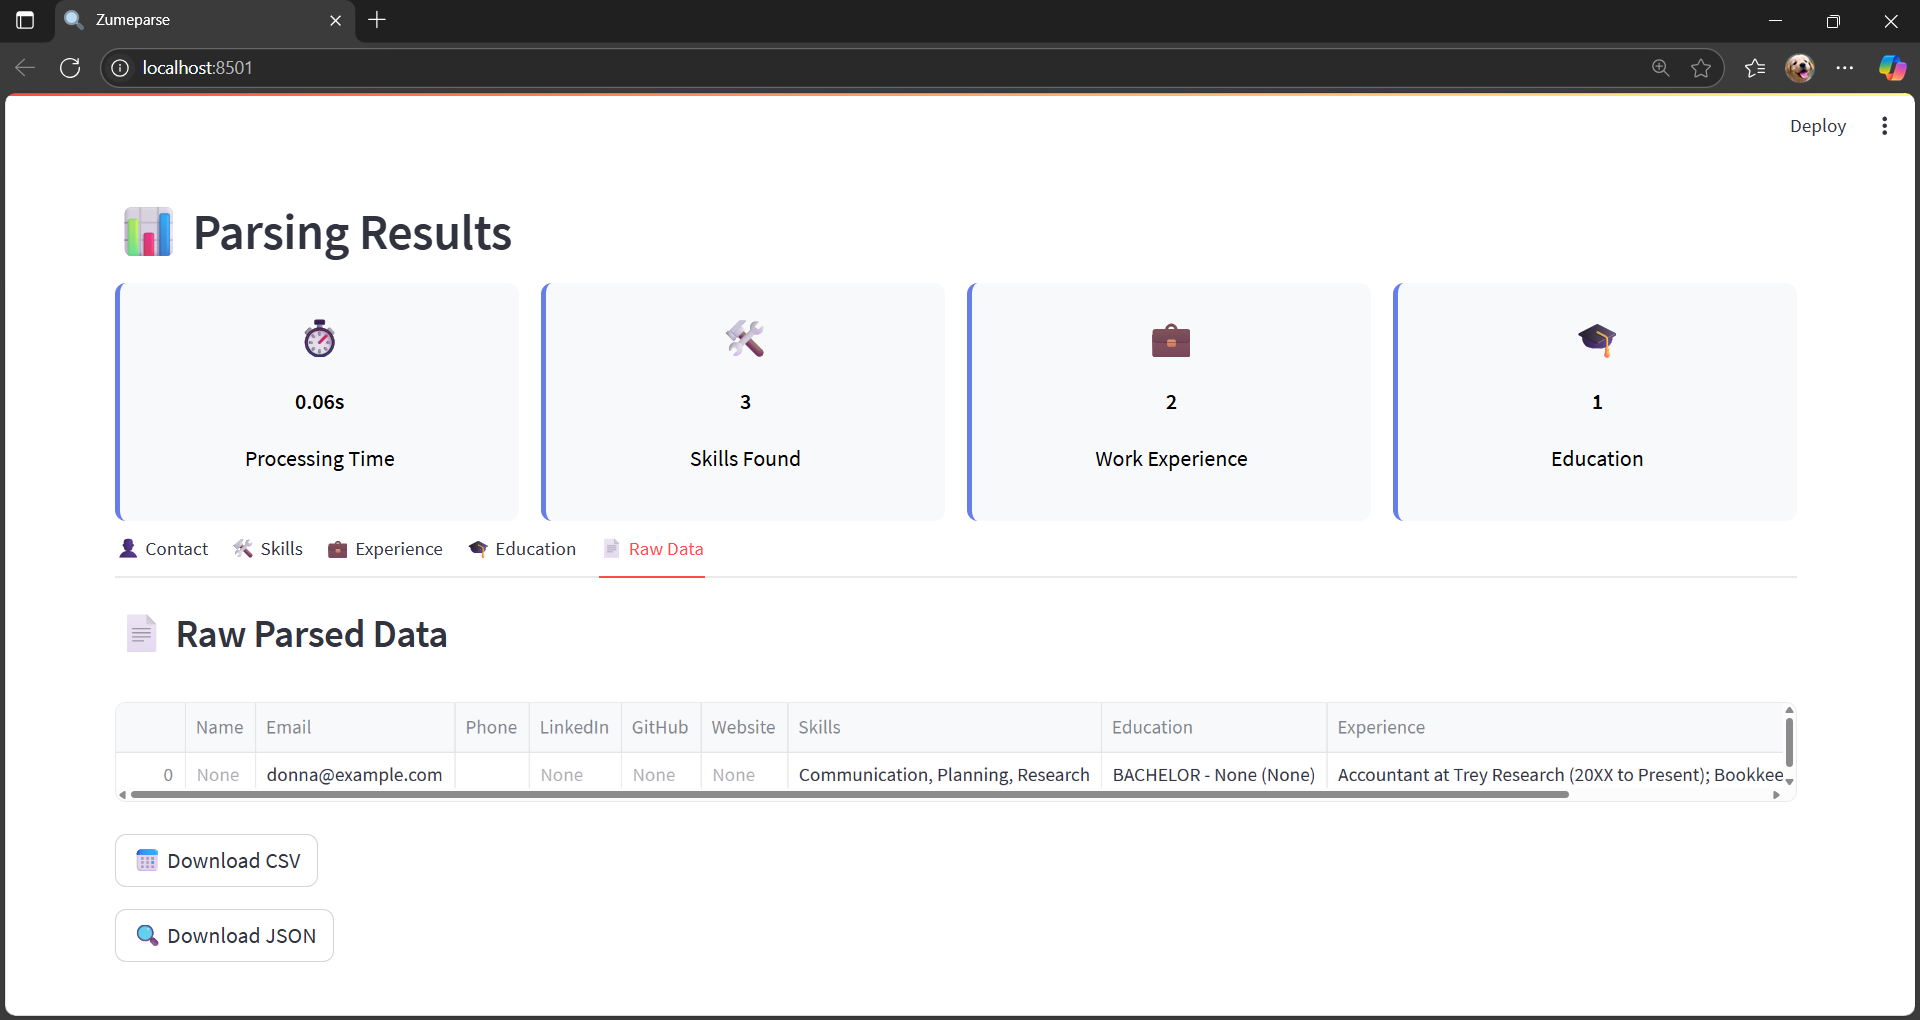 Zumeparse
localhost:8501
Deploy
Parsing Results
0.06s
Processing Time
3
Skills Found
2
Work Experience
1
Education
Contact Skills Experience Education Raw Data
Raw Parsed Data
Name Email Phone LinkedIn GitHub Website Skills Education Experience
0 None donna@example.com None None None Communication, Planning, Research BACHELOR - None (None) Accountant at Trey Research (20XX to Present); Bookkee
Download CSV
Download JSON